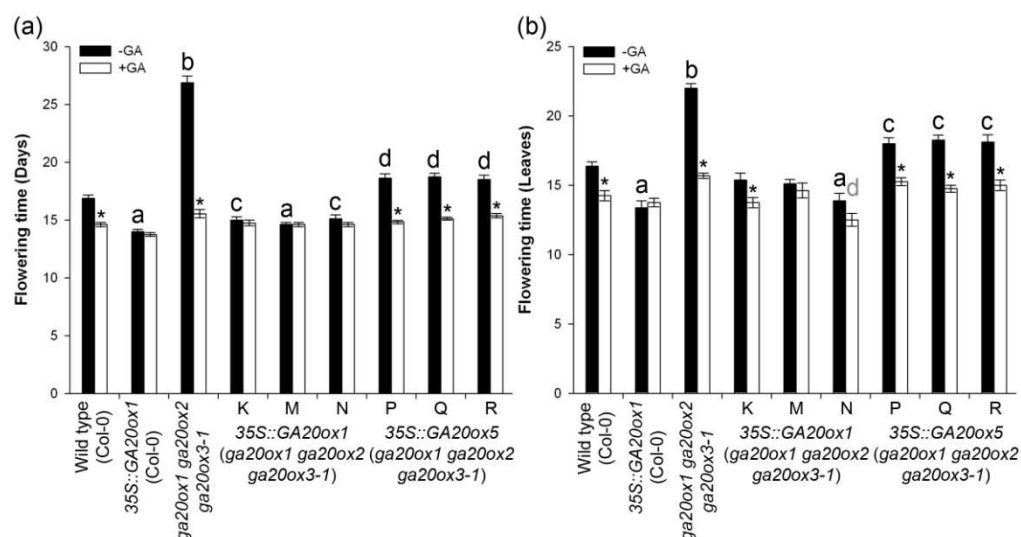 (a)
30
25
20
15
10
5
0
Flowering time (Days)
-GA
+GA
* a b * c a c d * d * d *
Wild type
(Col-0)
35S::GA20ox1
(Col-0)
ga20ox1 ga20ox2
ga20ox3-1
K M N P Q R
35S::GA20ox1
(ga20ox1 ga20ox2
ga20ox3-1)
35S::GA20ox5
(ga20ox1 ga20ox2
ga20ox3-1)
(b)
25
20
15
10
5
0
Flowering time (Leaves)
-GA
+GA
* a b * * a d c * c * c *
Wild type
(Col-0)
35S::GA20ox1
(Col-0)
ga20ox1 ga20ox2
ga20ox3-1
K M N P Q R
35S::GA20ox1
(ga20ox1 ga20ox2
ga20ox3-1)
35S::GA20ox5
(ga20ox1 ga20ox2
ga20ox3-1)